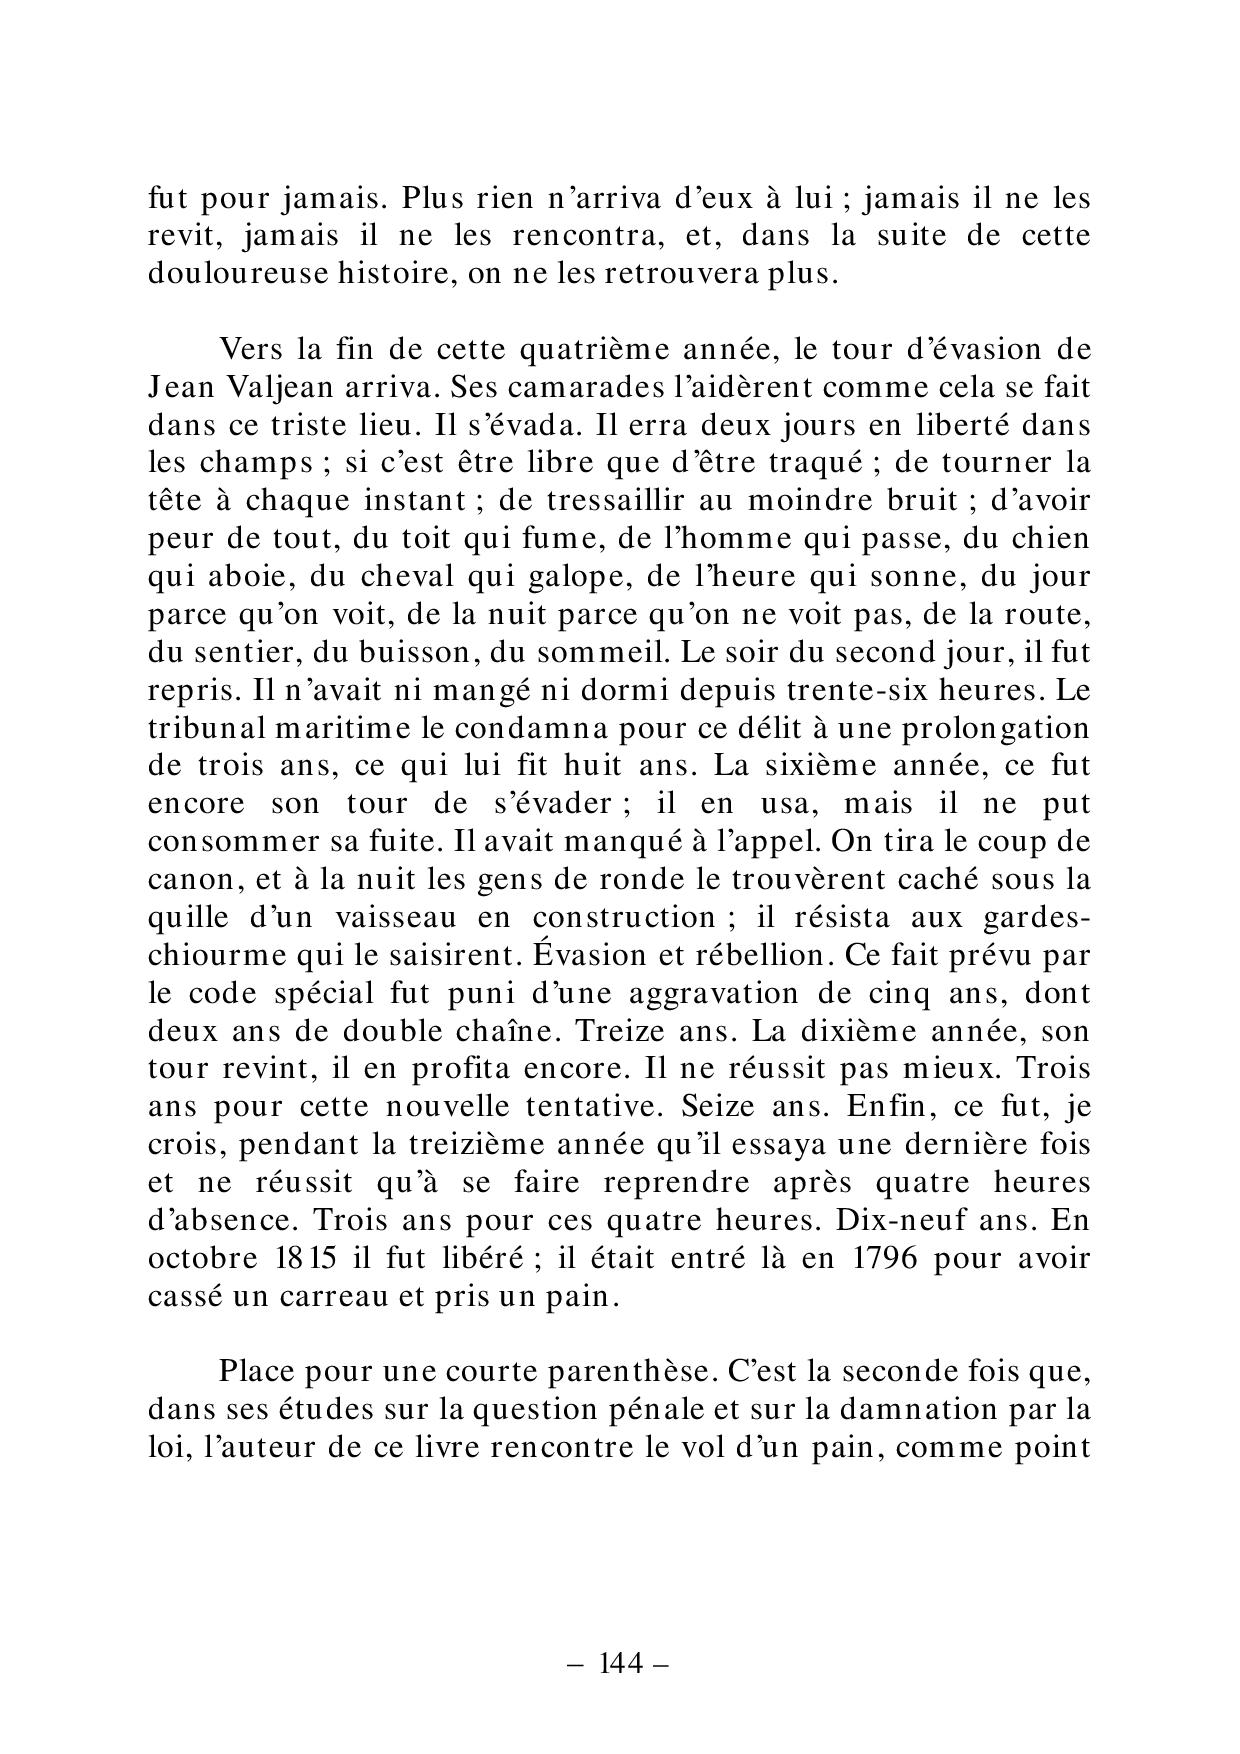 fut pour jamais. Plus rien n’arriva d’eux à lui ; jamais il ne les
revit, jamais il ne les rencontra, et, dans la suite de cette
douloureuse histoire, on ne les retrouvera plus.
Vers la fin de cette quatrième année, le tour d’évasion de
Jean Valjean arriva. Ses camarades l’aidèrent comme cela se fait
dans ce triste lieu. Il s’évada. Il erra deux jours en liberté dans
les champs ; si c’est être libre que d’être traqué ; de tourner la
tête à chaque instant ; de tressaillir au moindre bruit ; d’avoir
peur de tout, du toit qui fume, de l’homme qui passe, du chien
qui aboie, du cheval qui galope, de l’heure qui sonne, du jour
parce qu’on voit, de la nuit parce qu’on ne voit pas, de la route,
du sentier, du buisson, du sommeil. Le soir du second jour, il fut
repris. Il n’avait ni mangé ni dormi depuis trente-six heures. Le
tribunal maritime le condamna pour ce délit à une prolongation
de trois ans, ce qui lui fit huit ans. La sixième année, ce fut
encore son tour de s’évader ; il en usa, mais il ne put
consommer sa fuite. Il avait manqué à l’appel. On tira le coup de
canon, et à la nuit les gens de ronde le trouvèrent caché sous la
quille d’un vaisseau en construction ; il résista aux gardes-
chiourme qui le saisirent. Évasion et rébellion. Ce fait prévu par
le code spécial fut puni d’une aggravation de cinq ans, dont
deux ans de double chaîne. Treize ans. La dixième année, son
tour revint, il en profita encore. Il ne réussit pas mieux. Trois
ans pour cette nouvelle tentative. Seize ans. Enfin, ce fut, je
crois, pendant la treizième année qu’il essaya une dernière fois
et ne réussit qu’à se faire reprendre après quatre heures
d’absence. Trois ans pour ces quatre heures. Dix-neuf ans. En
octobre 1815 il fut libéré ; il était entré là en 1796 pour avoir
cassé un carreau et pris un pain.
Place pour une courte parenthèse. C’est la seconde fois que,
dans ses études sur la question pénale et sur la damnation par la
loi, l’auteur de ce livre rencontre le vol d’un pain, comme point
– 144 –